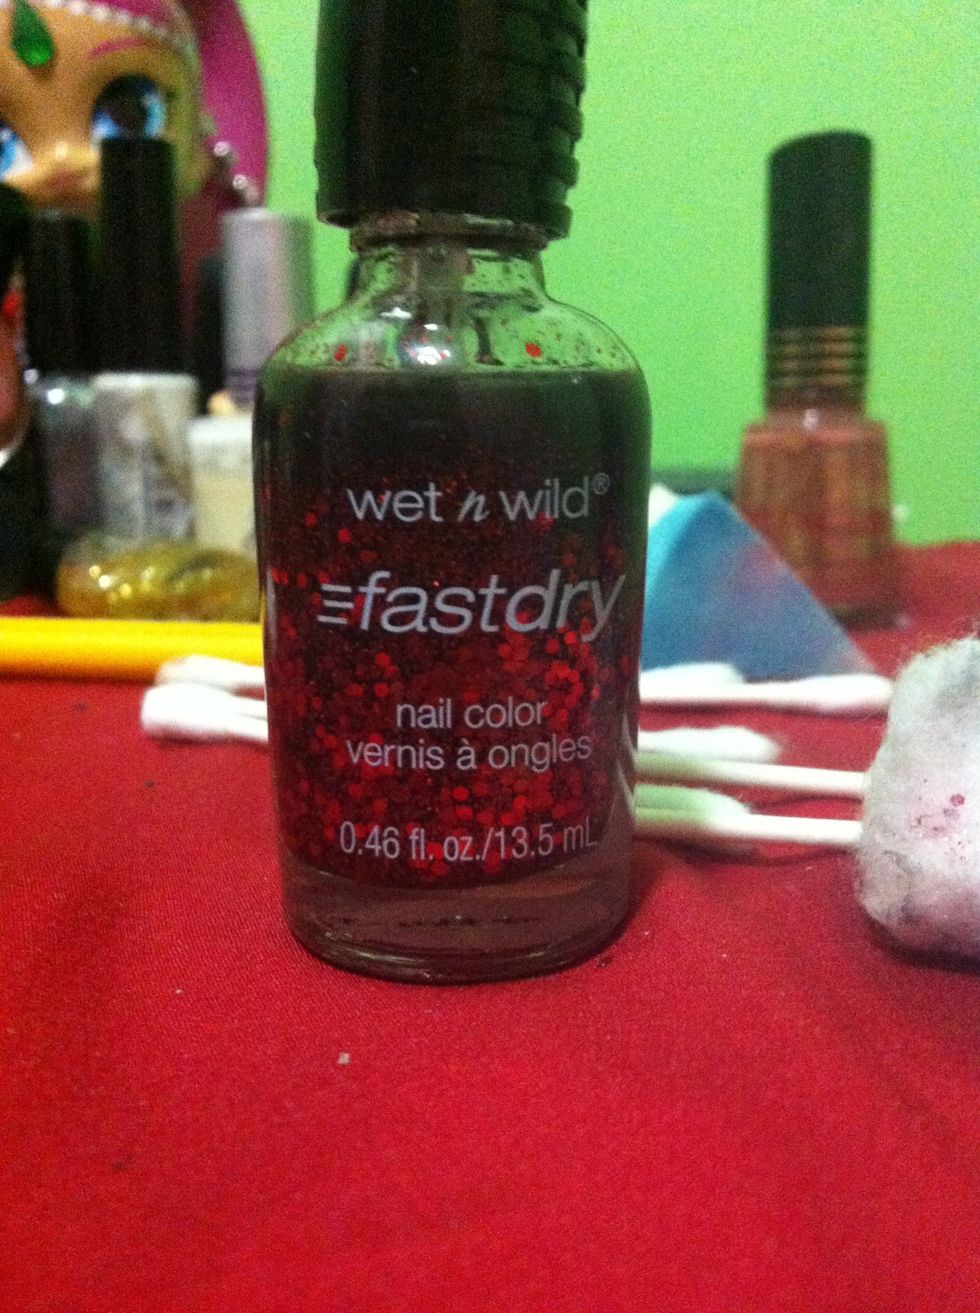 wet n wild®
fastdry
nail color
vernis à ongles
0.46 fl. oz./13.5 mL